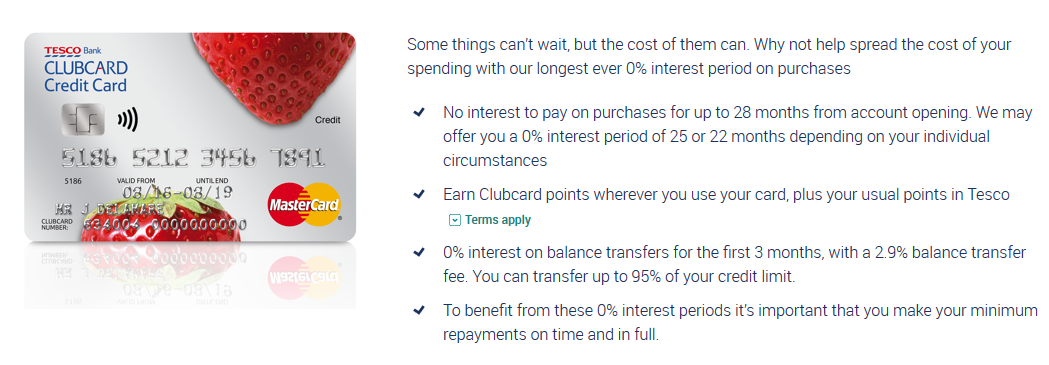 TESCO Bank
CLUBCARD
Credit Card
Credit
5186 5212 3456 7891
5186
VALID FROM
UNTIL END
08/16-08/19
MR J DELAWARE
MasterCard
CLUBCARD
NUMBER:
634004 0000000000
Some things can’t wait, but the cost of them can. Why not help spread the cost of your
spending with our longest ever 0% interest period on purchases
No interest to pay on purchases for up to 28 months from account opening. We may
offer you a 0% interest period of 25 or 22 months depending on your individual
circumstances
Earn Clubcard points wherever you use your card, plus your usual points in Tesco
Terms apply
0% interest on balance transfers for the first 3 months, with a 2.9% balance transfer
fee. You can transfer up to 95% of your credit limit.
To benefit from these 0% interest periods it’s important that you make your minimum
repayments on time and in full.